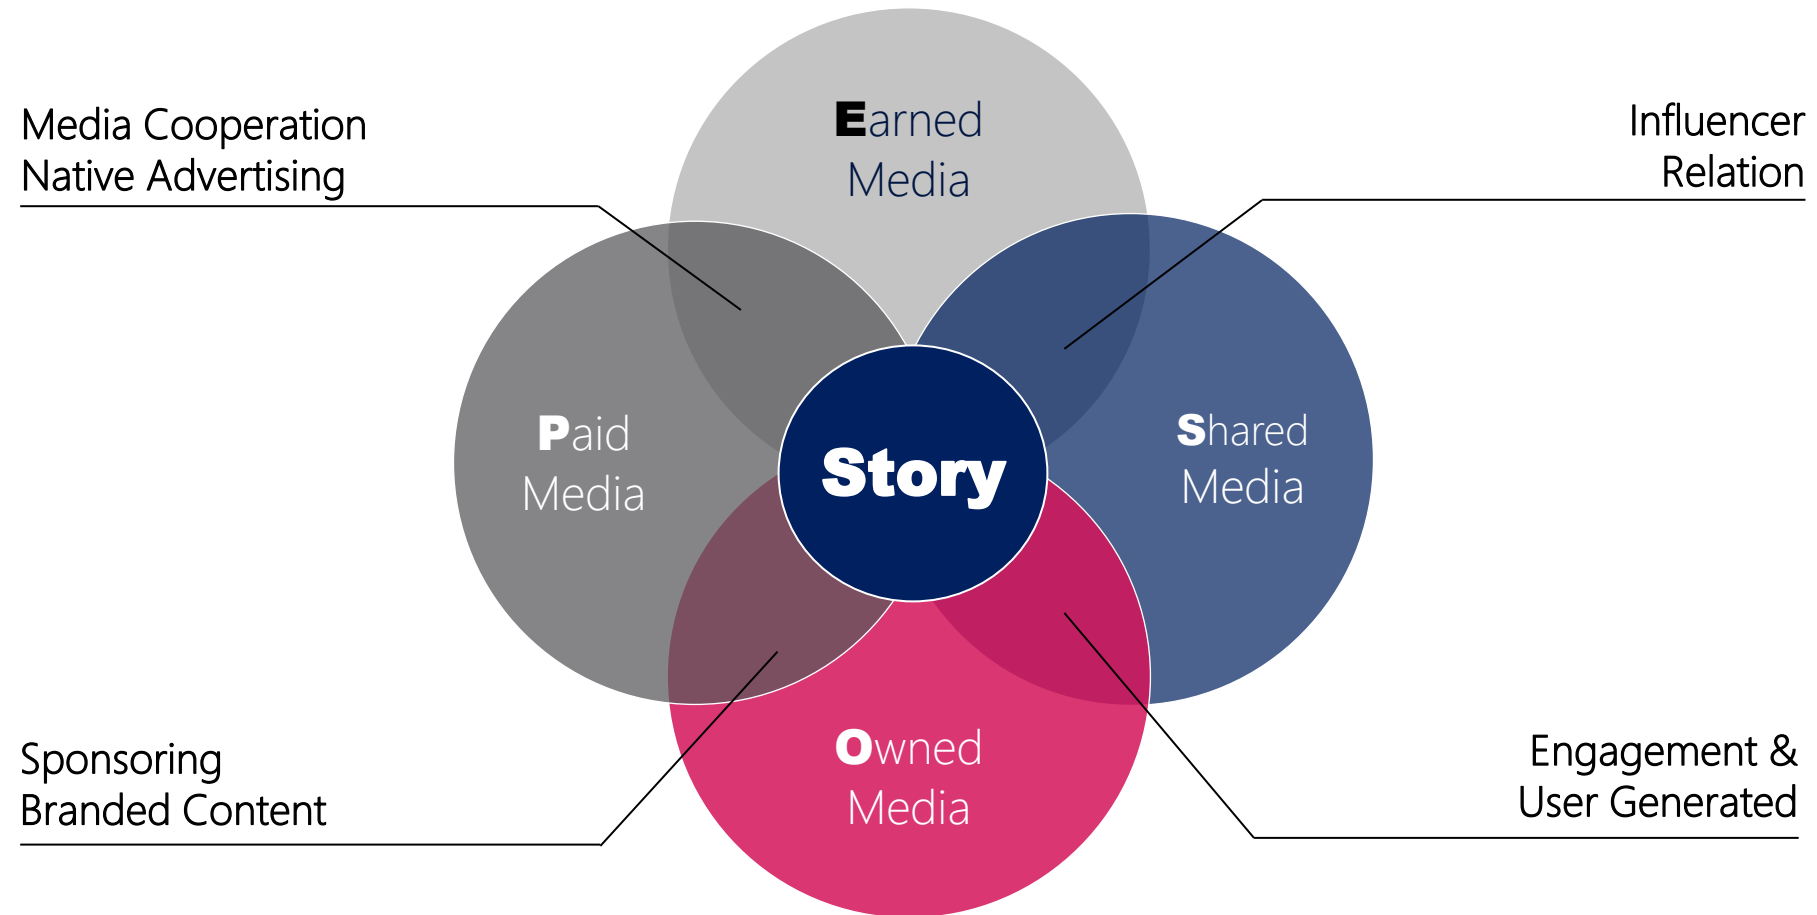 Earned
Media
Media Cooperation
Native Advertising
Influencer
Relation
Paid
Media
Story
Shared
Media
Owned
Media
Sponsoring
Branded Content
Engagement &
User Generated